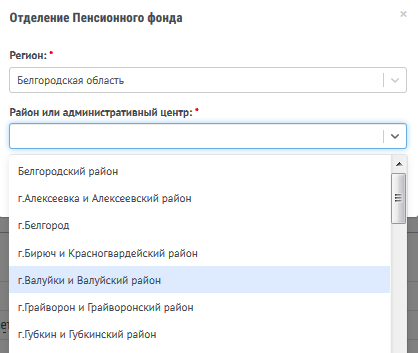 Отделение Пенсионного фонда
Регион: *
Белгородская область
Район или административный центр: *
Белгородский район
г.Алексеевка и Алексеевский район
г.Белгород
г.Бирюч и Красногвардейский район
г.Валуйки и Валуйский район
г.Грайворон и Грайворонский район
г.Губкин и Губкинский район